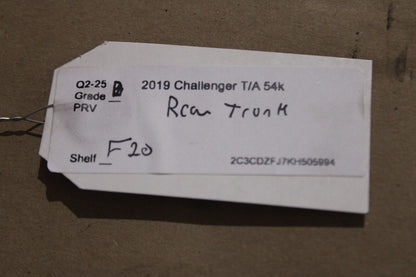 Q2-25
Grade B
PRV
2019 Challenger T/A 54k
Rear Trunk
Shelf F20
2C3CDZFJ7KH505994